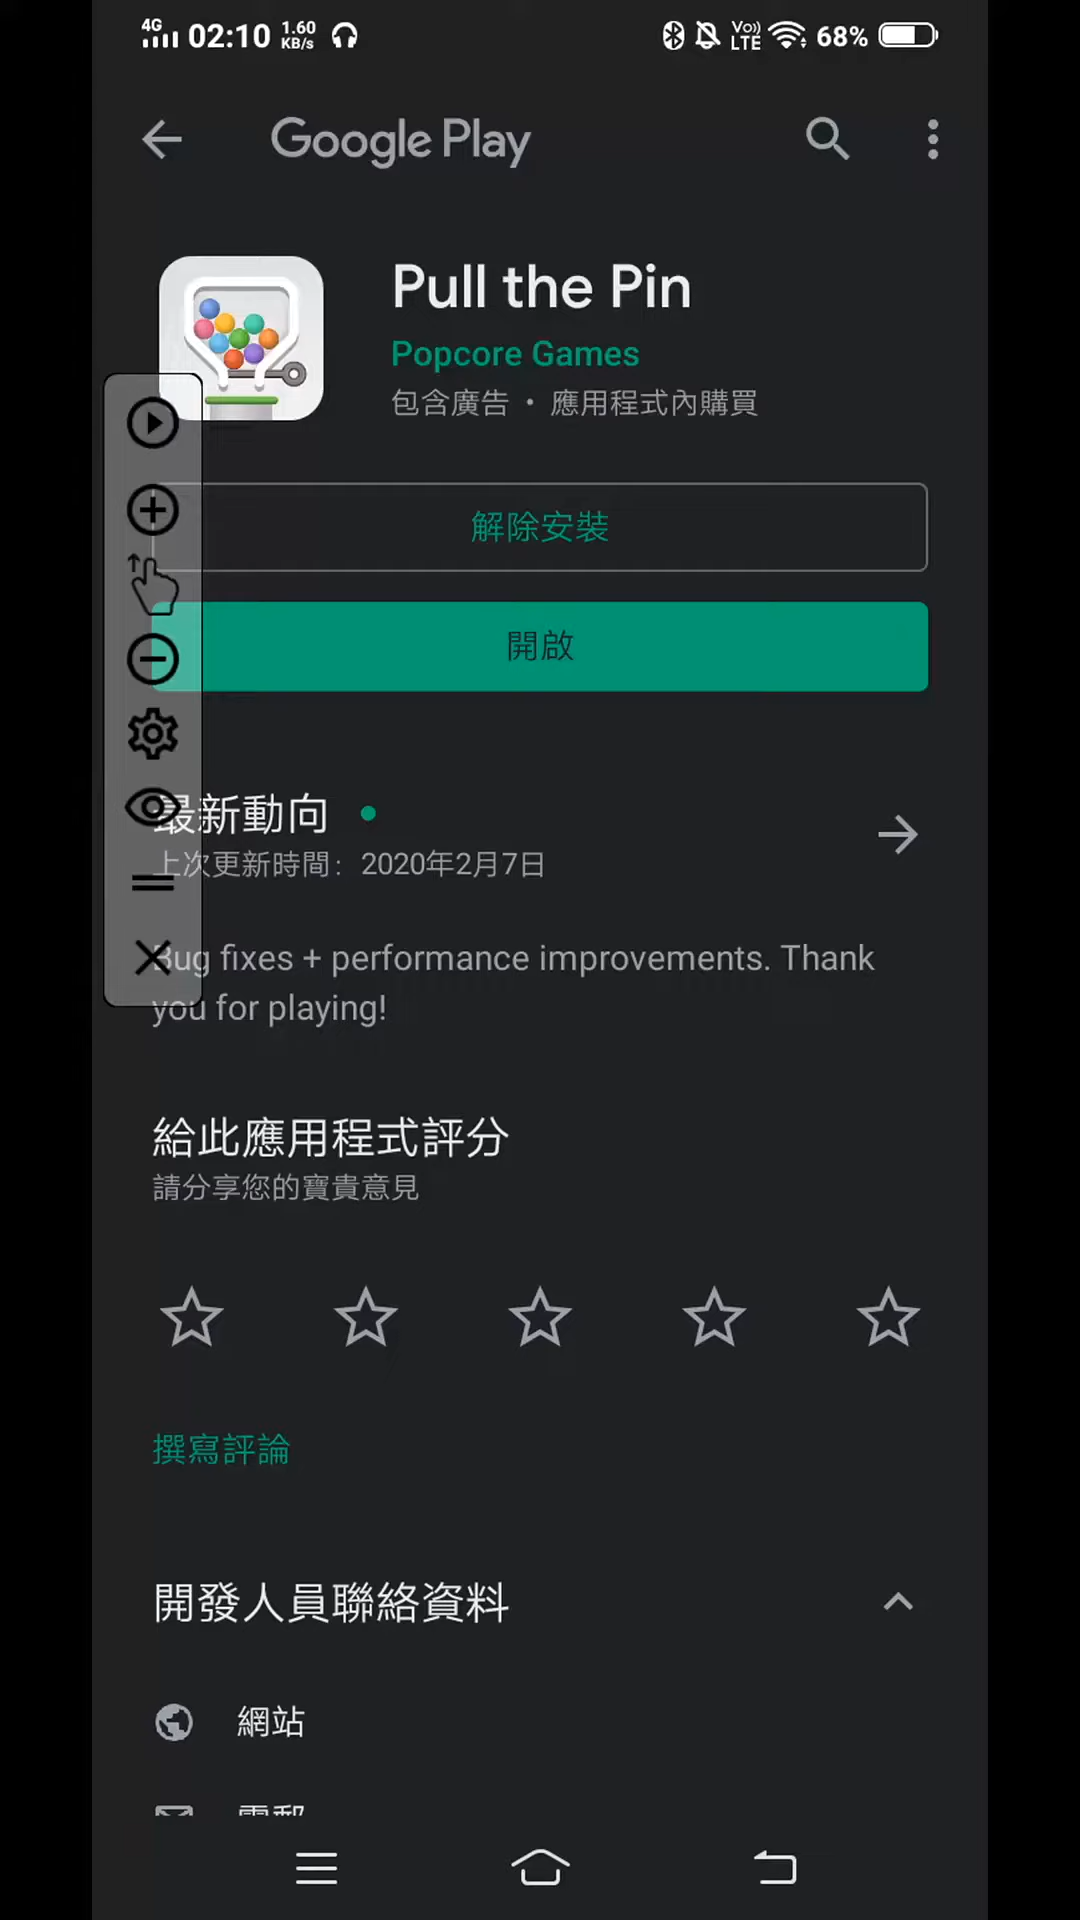 4G 02:10 1.60 KB/s Vo)) LTE 68%
Google Play
Pull the Pin
Popcore Games
包含廣告 · 應用程式內購買
解除安裝
開啟
最新動向
上次更新時間：2020年2月7日
Bug fixes + performance improvements. Thank
you for playing!
給此應用程式評分
請分享您的寶貴意見
撰寫評論
開發人員聯絡資料
網站
電郵